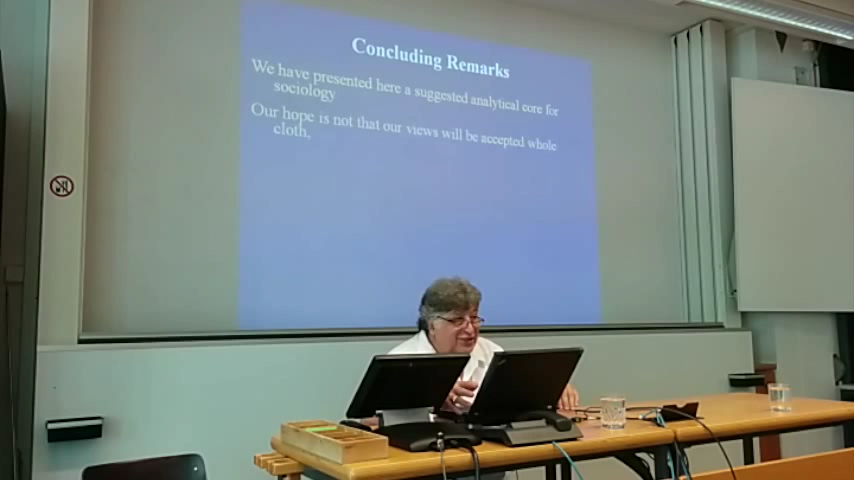 Concluding Remarks
We have presented here a suggested analytical core for
sociology
Our hope is not that our views will be accepted whole
cloth,